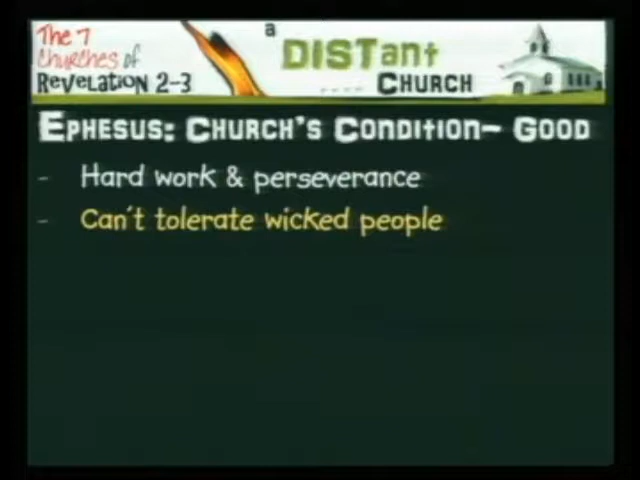 The 7
Churches of
Revelation 2-3
a
DISTant
.... Church
Ephesus: Church's Condition- Good
- Hard work & perseverance
- Can't tolerate wicked people